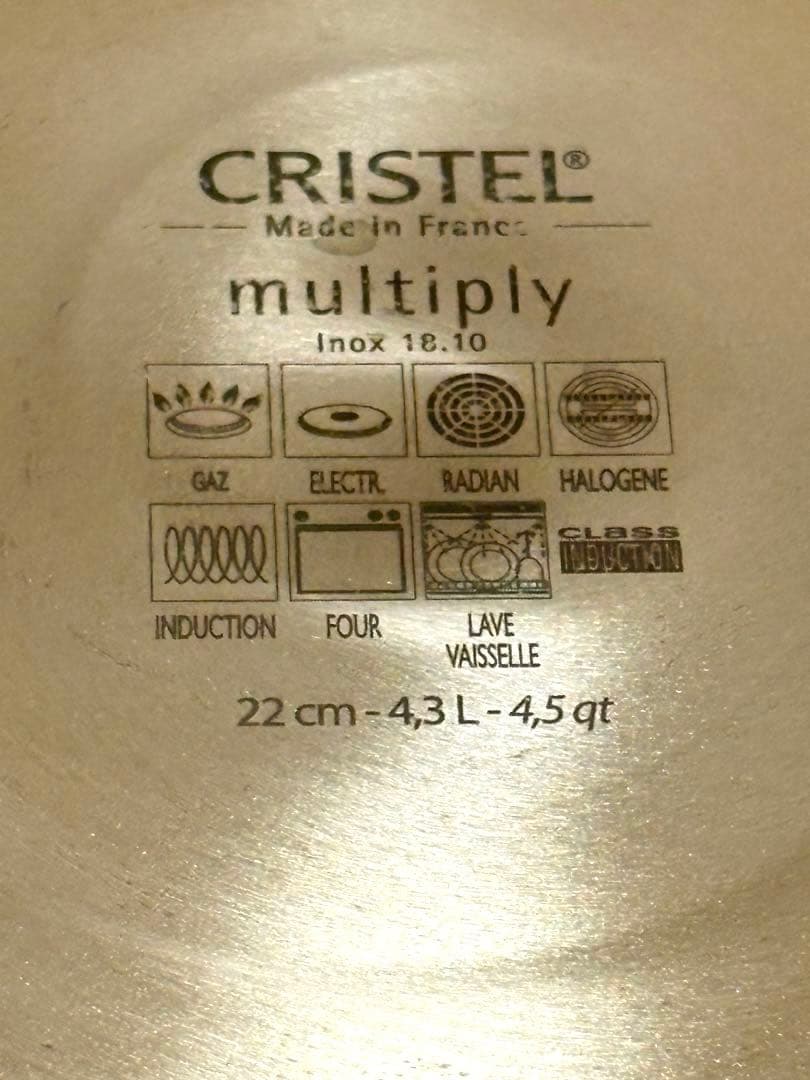 CRISTEL®
Made in France
multiply
Inox 18.10
GAZ ELECTR. RADIAN HALOGENE
CLASS
INDUCTION
INDUCTION FOUR LAVE
VAISSELLE
22 cm - 4,3 L - 4,5 qt